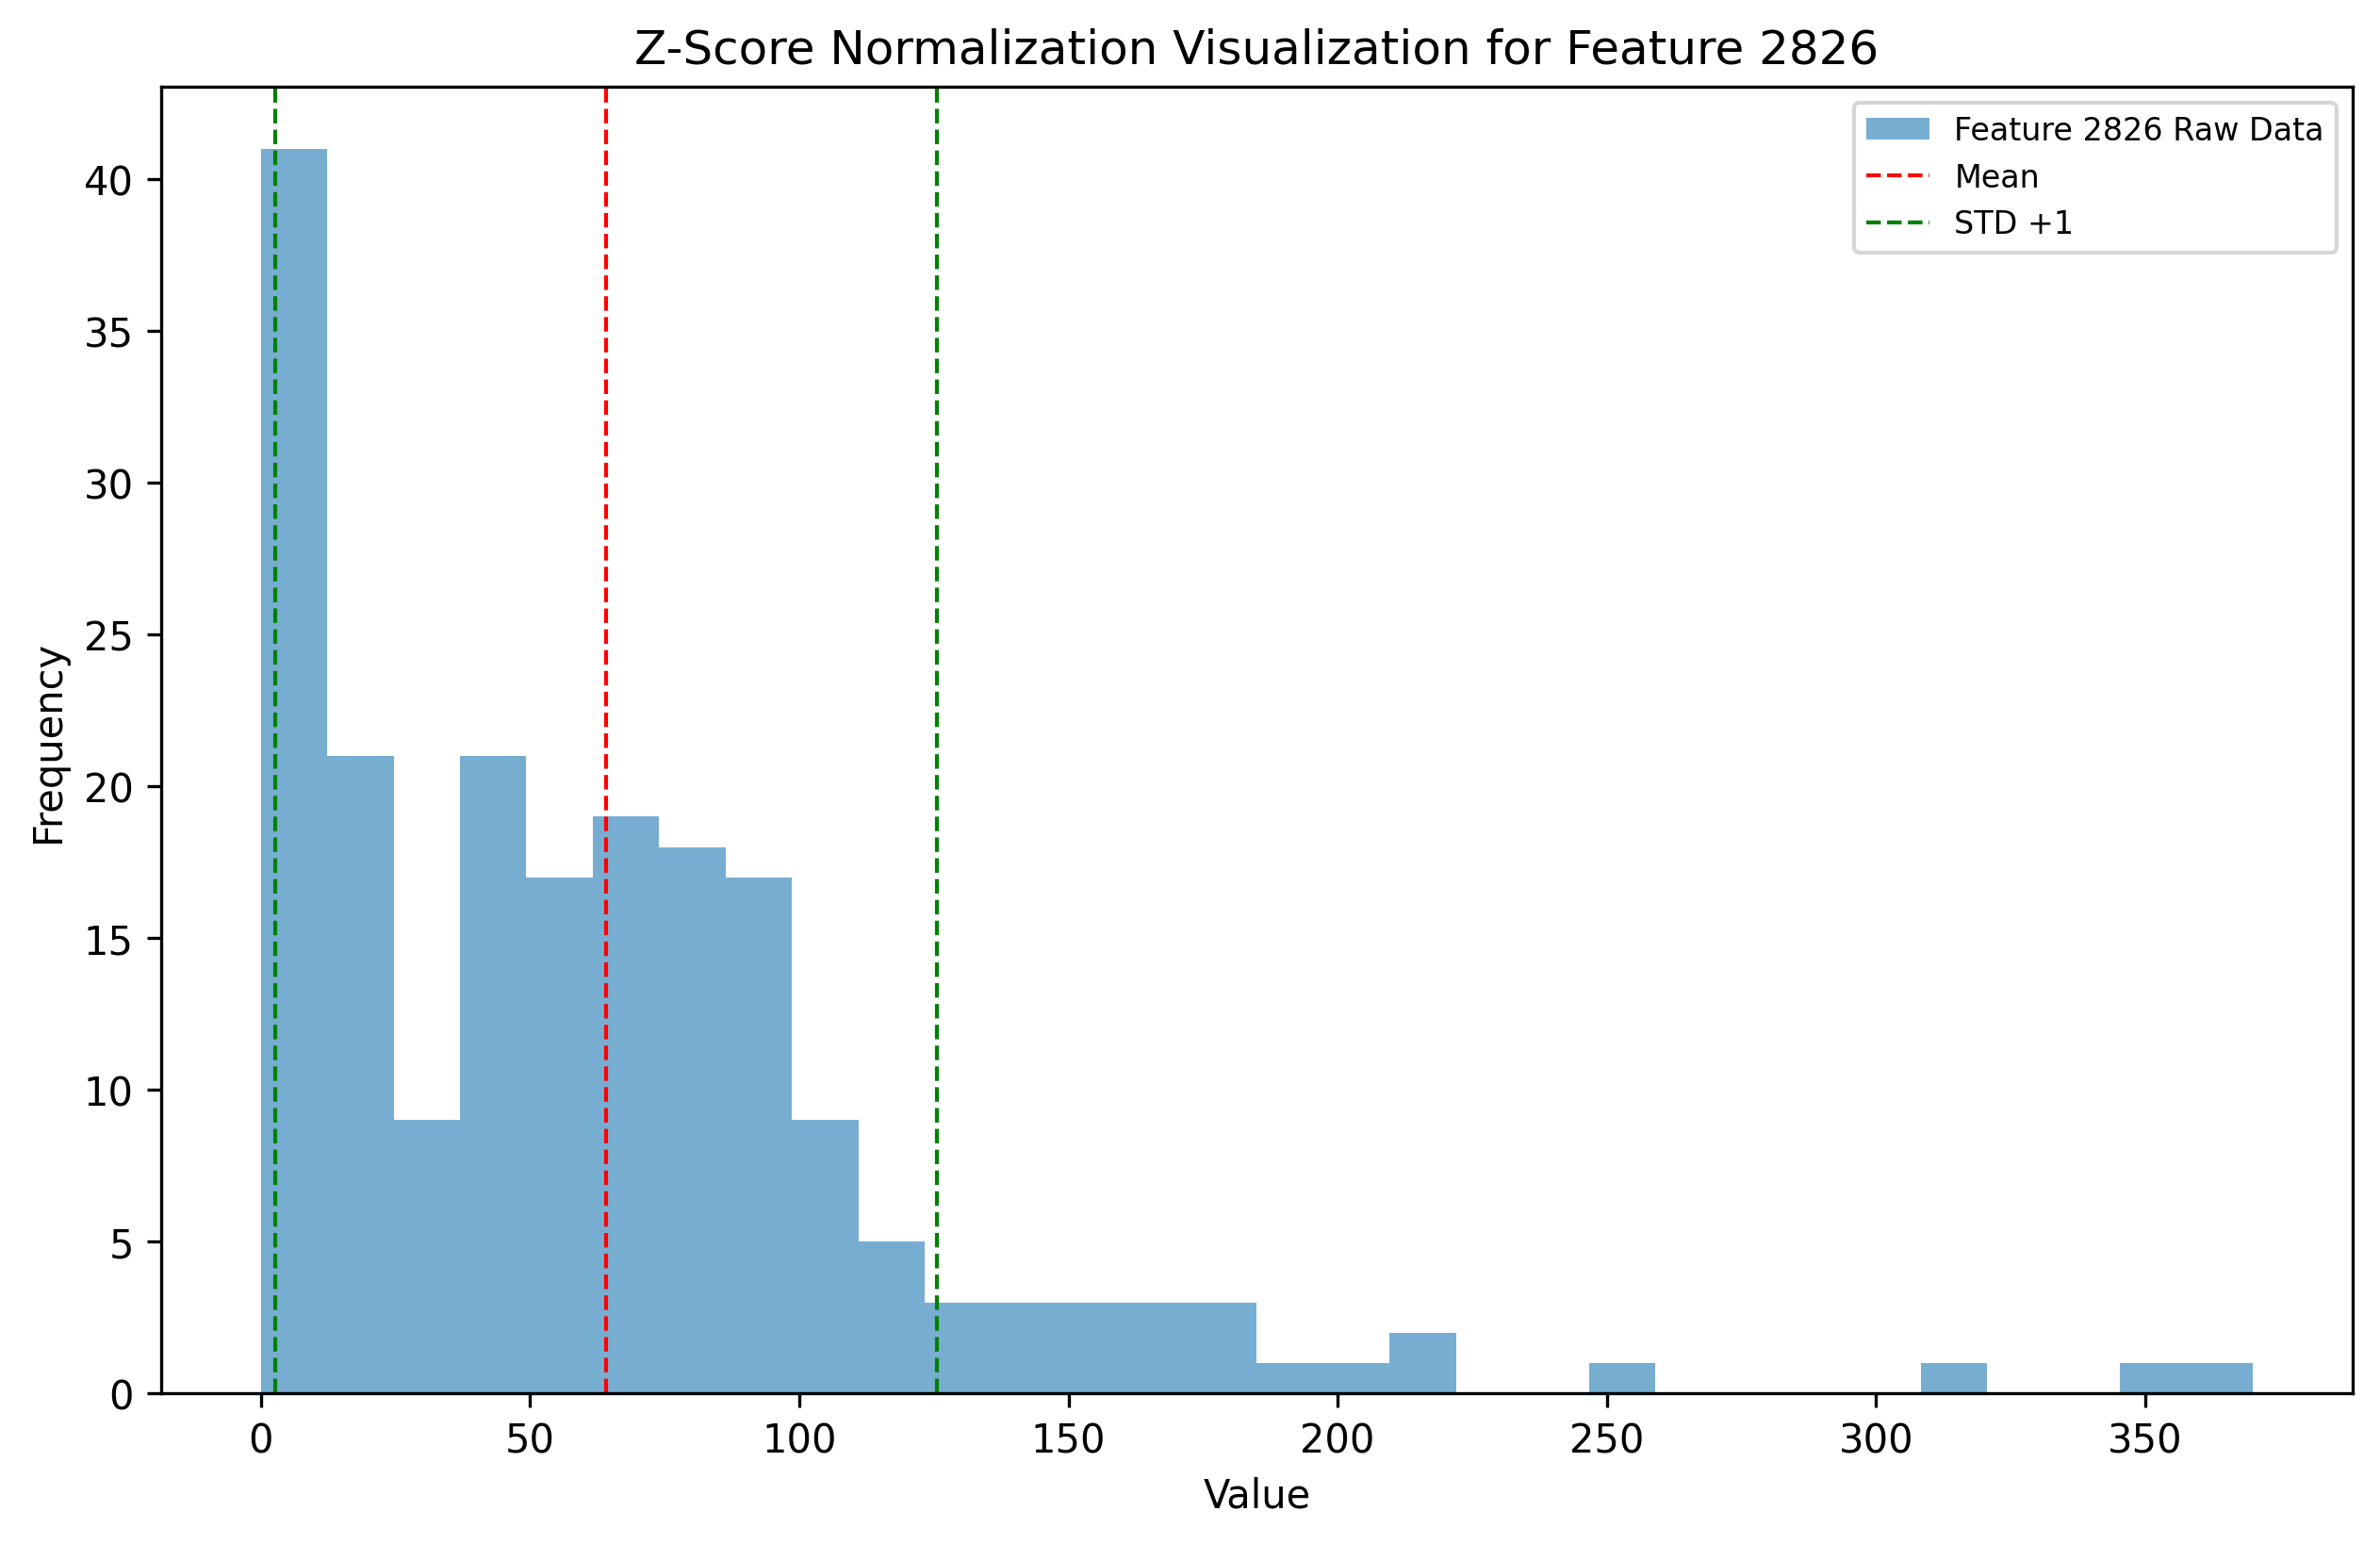 Z-Score Normalization Visualization for Feature 2826
Feature 2826 Raw Data
Mean
STD +1
Frequency
40
35
30
25
20
15
10
5
0
0 50 100 150 200 250 300 350
Value